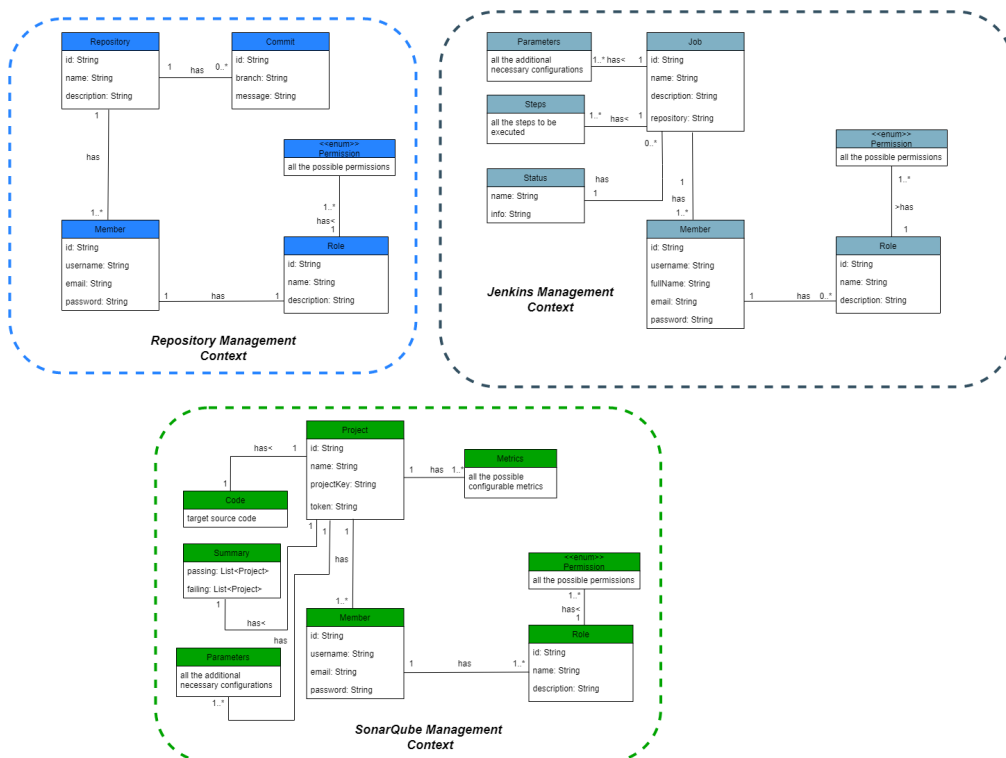 Repository
id: String
name: String
description: String
Commit
id: String
branch: String
message: String
1
has
0..*
1
has
1..*
<<enum>>
Permission
all the possible permissions
1..*
has<
1
Member
id: String
username: String
email: String
password: String
1
has
1
Role
id: String
name: String
description: String
Repository Management
Context
Parameters
all the additional
necessary configurations
1..*
has<
1
Job
id: String
name: String
description: String
repository: String
Steps
all the steps to be
executed
1..*
has<
1
0..*
Status
name: String
info: String
has
1
1
has
1..*
<<enum>>
Permission
all the possible permissions
1..*
>has
1
Member
id: String
username: String
fullName: String
email: String
password: String
1
has
0..*
Role
id: String
name: String
description: String
Jenkins Management
Context
Project
id: String
name: String
projectKey: String
token: String
has<
1
1
Code
target source code
1
has
1..*
Metrics
all the possible
configurable metrics
Summary
passing: List<Project>
failing: List<Project>
1
has<
1
1
has
1
has
1..*
Parameters
all the additional
necessary configurations
1..*
<<enum>>
Permission
all the possible permissions
1..*
has<
1
Member
id: String
username: String
email: String
password: String
1
has
1..*
Role
id: String
name: String
description: String
SonarQube Management
Context